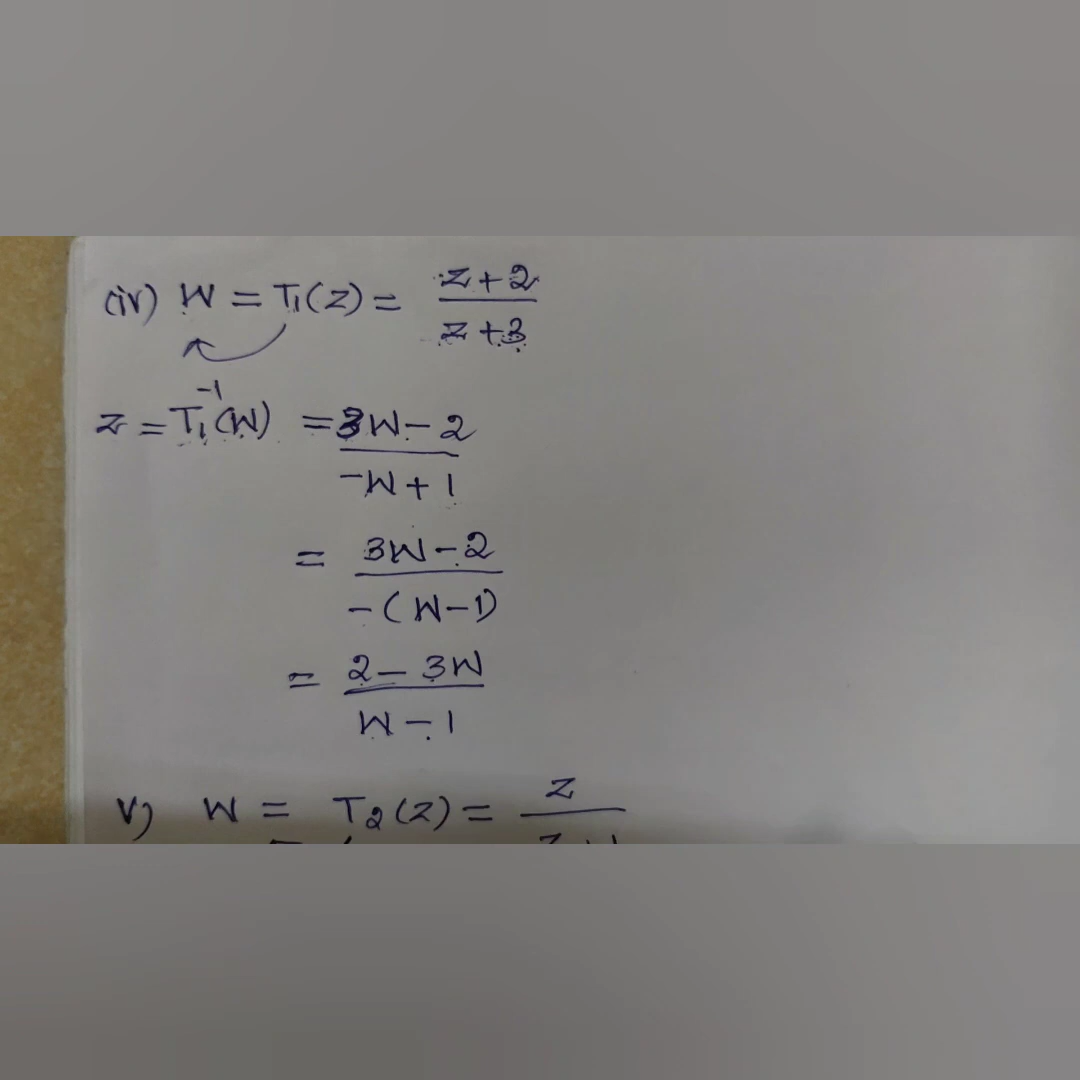 (iv) W = T₁(z) = z+2
z+3
z = T₁⁻¹(W) = 3W-2
-W+1
= 3W-2
-(W-1)
= 2-3W
W-1
v) W = T₂(z) = z